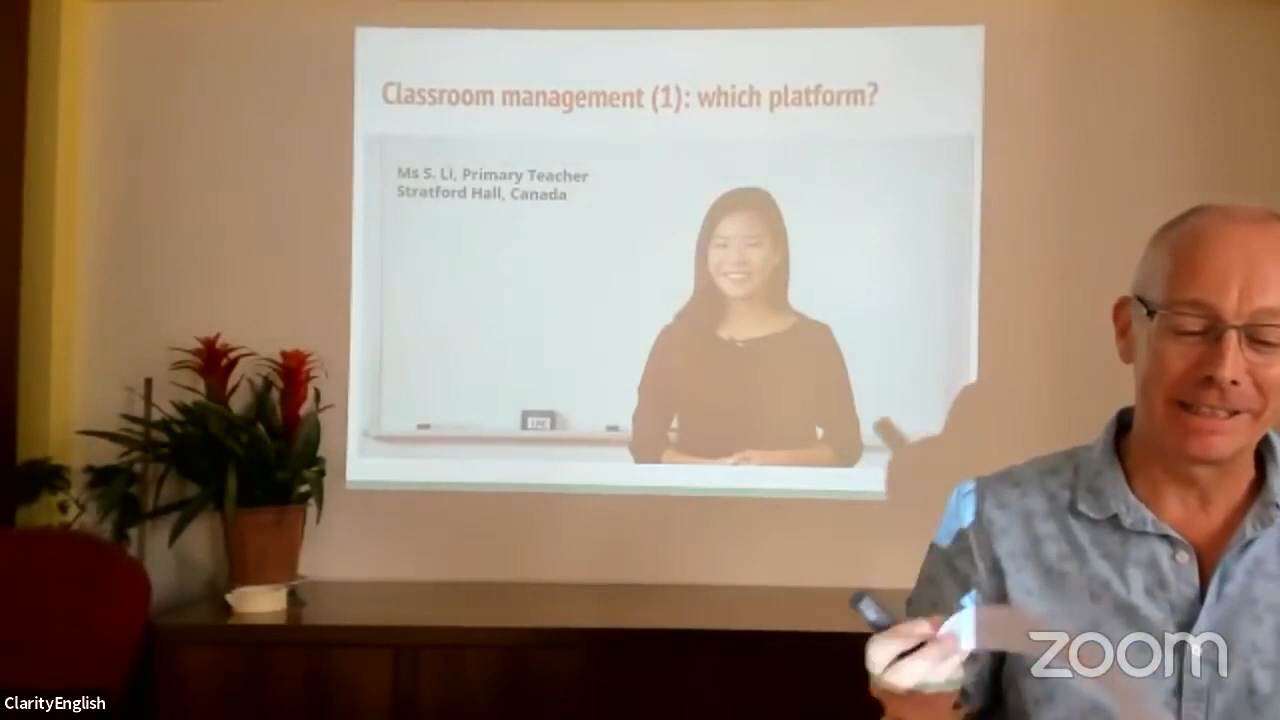 Classroom management (1): which platform?
Ms S. Li, Primary Teacher
Stratford Hall, Canada
zoom
ClarityEnglish